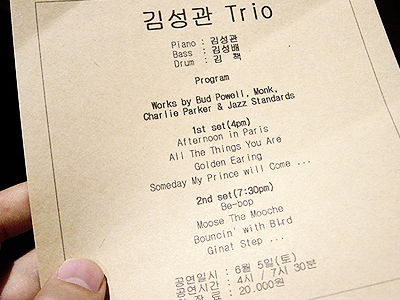 김성관 Trio
Piano : 김성관
Bass : 김성배
Drum : 김 책
Program
Works by Bud Powell, Monk,
Charlie Parker & Jazz Standards
1st set(4pm)
Afternoon in Paris
All The Things You Are
Golden Earing
Someday My Prince will Come ...
2nd set(7:30pm)
Be-bop
Moose The Mooche
Bouncin' with Bird
Ginat Step ...
공연일시 : 6월 5일(토)
공연시간 : 4시 / 7시 30분
료 : 20,000원